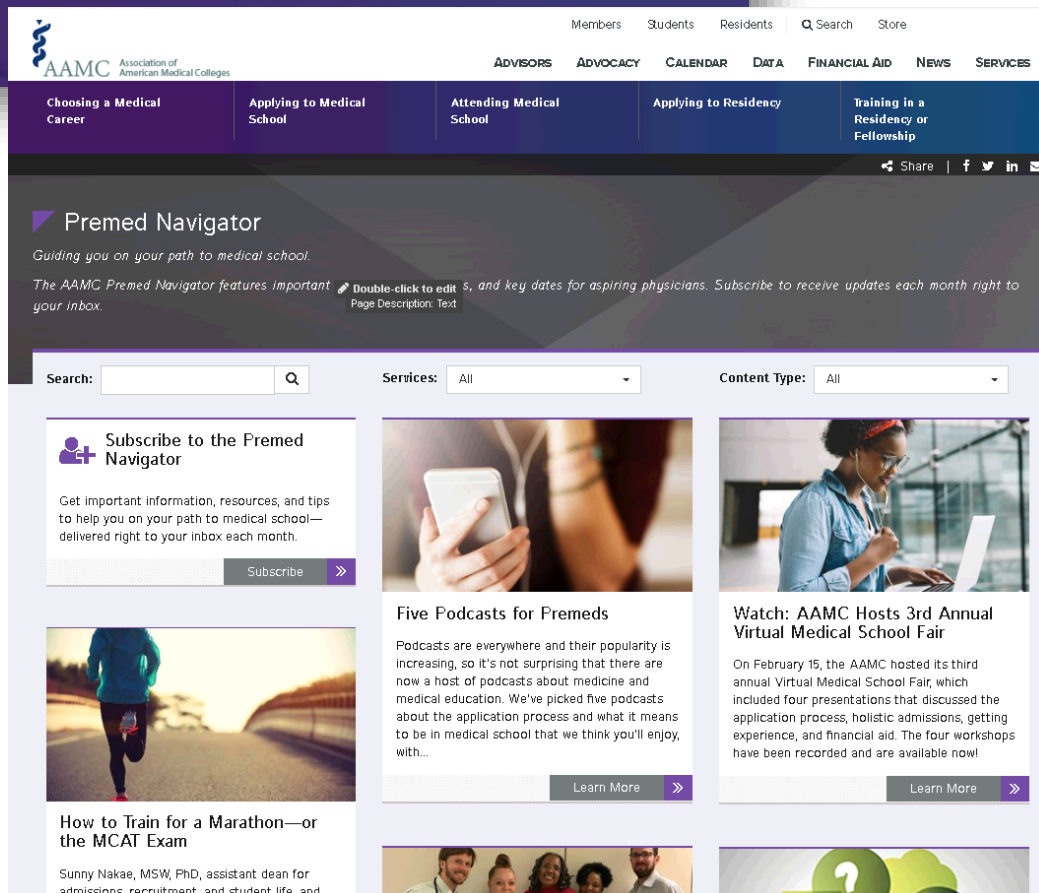 Members Students Residents Search Store
AAMC Association of
American Medical Colleges
ADVISORS ADVOCACY CALENDAR DATA FINANCIAL AID NEWS SERVICES
Choosing a Medical
Career
Applying to Medical
School
Attending Medical
School
Applying to Residency
Training in a
Residency or
Fellowship
Share |
Premed Navigator
Guiding you on your path to medical school.
The AAMC Premed Navigator features important
Double-click to edit
Page Description: Text
s, and key dates for aspiring physicians. Subscribe to receive updates each month right to
your inbox.
Search:
Services: All
Content Type: All
Subscribe to the Premed
Navigator
Get important information, resources, and tips
to help you on your path to medical school—
delivered right to your inbox each month.
Subscribe
How to Train for a Marathon—or
the MCAT Exam
Sunny Nakae, MSW, PhD, assistant dean for
admissions, recruitment, and student life, and
Five Podcasts for Premeds
Podcasts are everywhere and their popularity is
increasing, so it's not surprising that there are
now a host of podcasts about medicine and
medical education. We've picked five podcasts
about the application process and what it means
to be in medical school that we think you'll enjoy,
with...
Learn More
Watch: AAMC Hosts 3rd Annual
Virtual Medical School Fair
On February 15, the AAMC hosted its third
annual Virtual Medical School Fair, which
included four presentations that discussed the
application process, holistic admissions, getting
experience, and financial aid. The four workshops
have been recorded and are available now!
Learn More
?